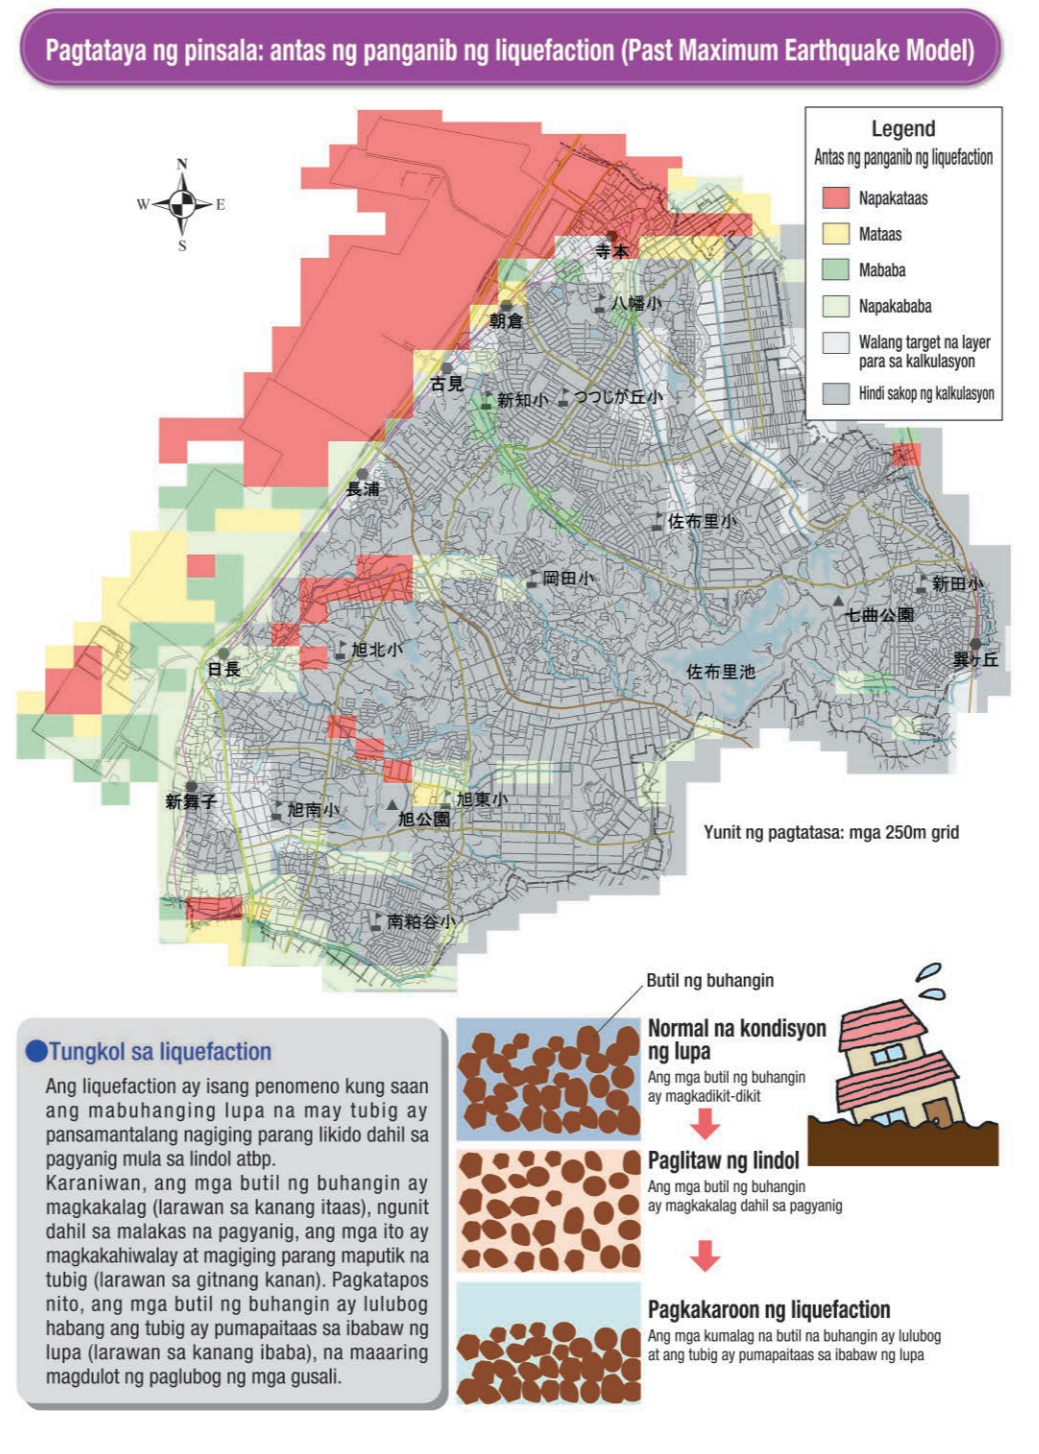 Pagtataya ng pinsala: antas ng panganib ng liquefaction (Past Maximum Earthquake Model)
N
W
E
S
Legend
Antas ng panganib ng liquefaction
Napakataas
Mataas
Mababa
Napakababa
Walang target na layer
para sa kalkulasyon
Hindi sakop ng kalkulasyon
寺本
八幡小
朝倉
古見
新知小
つつじが丘小
長浦
佐布里小
岡田小
新田小
七曲公園
旭北小
日長
佐布里池
巽ヶ丘
新舞子
旭南小
旭公園
旭東小
南粕谷小
Yunit ng pagtatasa: mga 250m grid
Tungkol sa liquefaction
Ang liquefaction ay isang penomeno kung saan
ang mabuhanging lupa na may tubig ay
pansamantalang nagiging parang likido dahil sa
pagyanig mula sa lindol atbp.
Karaniwan, ang mga butil ng buhangin ay
magkakalag (larawan sa kanang itaas), ngunit
dahil sa malakas na pagyanig, ang mga ito ay
magkakahiwalay at magiging parang maputik na
tubig (larawan sa gitnang kanan). Pagkatapos
nito, ang mga butil ng buhangin ay lulubog
habang ang tubig ay pumapaitaas sa ibabaw ng
lupa (larawan sa kanang ibaba), na maaaring
magdulot ng paglubog ng mga gusali.
Butil ng buhangin
Normal na kondisyon
ng lupa
Ang mga butil ng buhangin
ay magkadikit-dikit
Paglitaw ng lindol
Ang mga butil ng buhangin
ay magkakalag dahil sa pagyanig
Pagkakaroon ng liquefaction
Ang mga kumalag na butil na buhangin ay lulubog
at ang tubig ay pumapaitaas sa ibabaw ng lupa